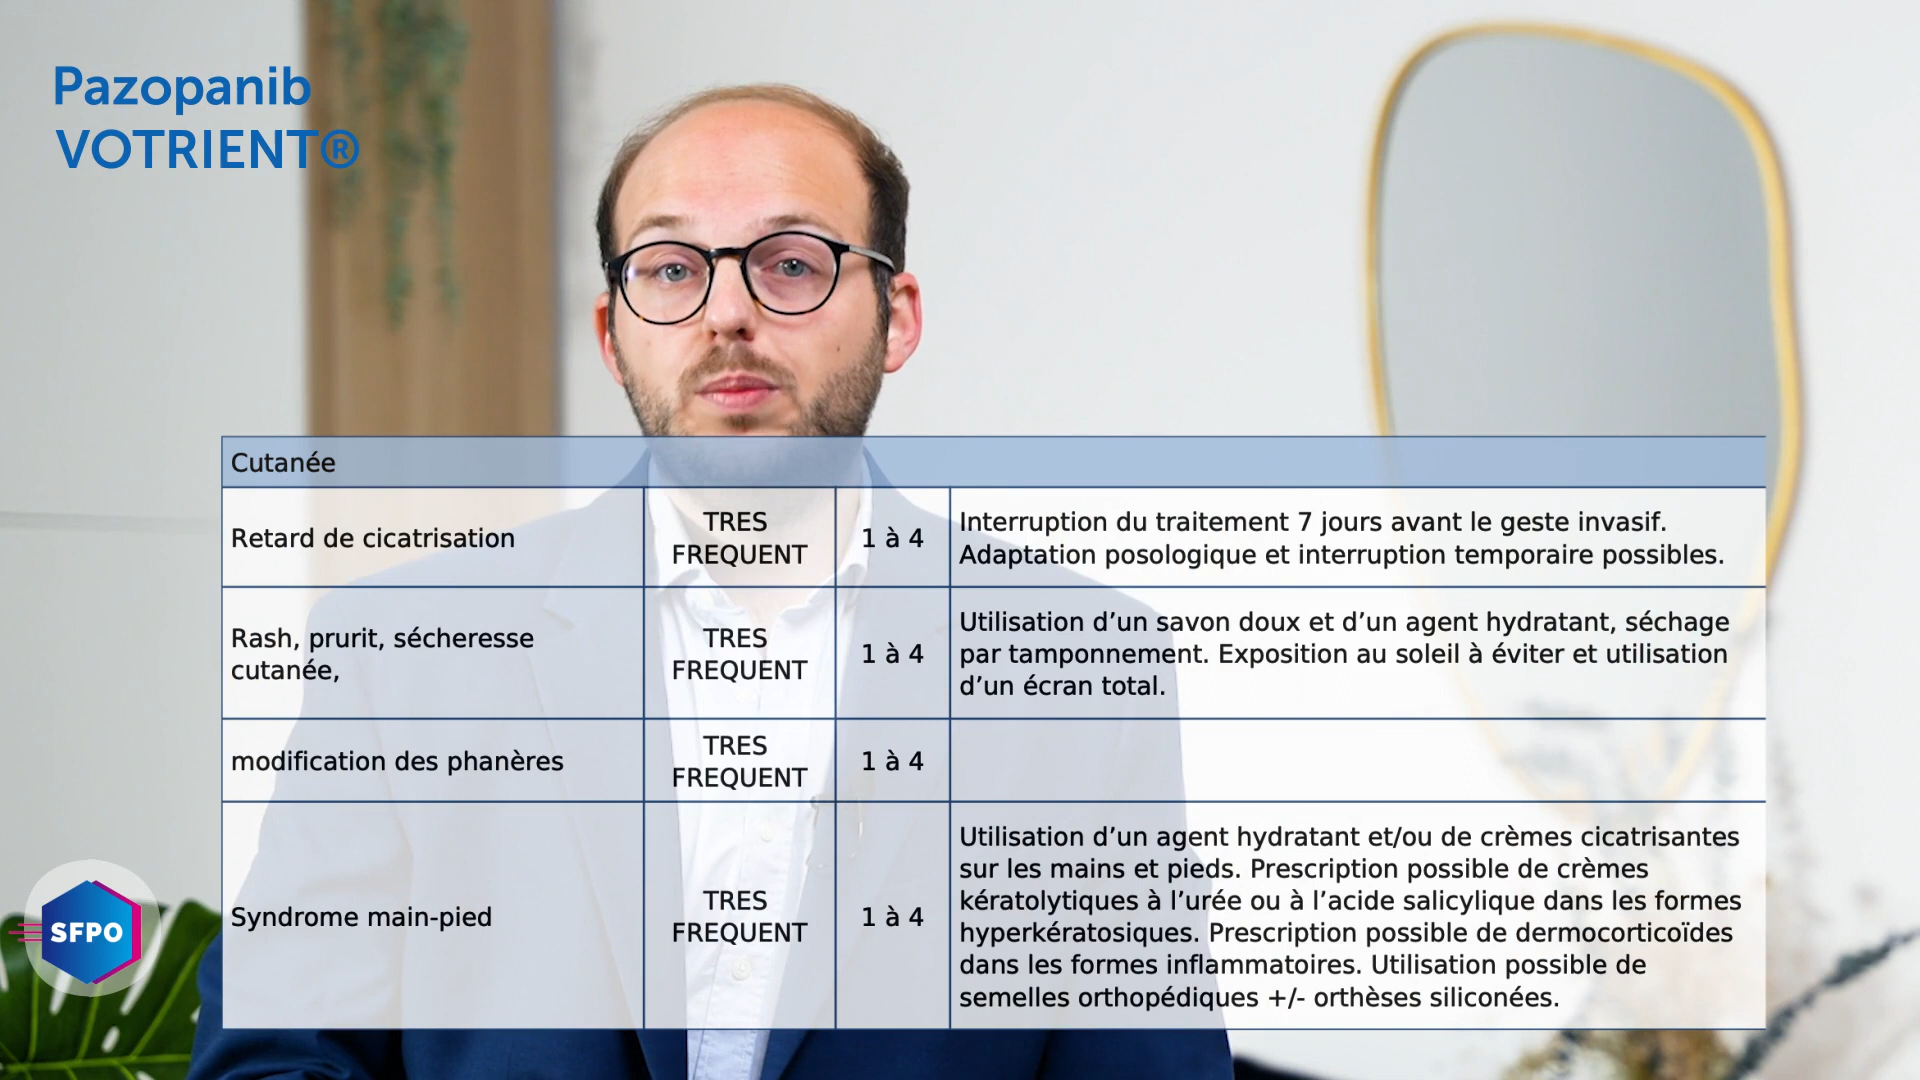 Pazopanib
VOTRIENT®
Cutanée
Retard de cicatrisation
TRES
FREQUENT
1 à 4
Interruption du traitement 7 jours avant le geste invasif.
Adaptation posologique et interruption temporaire possibles.
Rash, prurit, sécheresse
cutanée,
TRES
FREQUENT
1 à 4
Utilisation d’un savon doux et d’un agent hydratant, séchage
par tamponnement. Exposition au soleil à éviter et utilisation
d’un écran total.
modification des phanères
TRES
FREQUENT
1 à 4
Syndrome main-pied
TRES
FREQUENT
1 à 4
Utilisation d’un agent hydratant et/ou de crèmes cicatrisantes
sur les mains et pieds. Prescription possible de crèmes
kératolytiques à l’urée ou à l’acide salicylique dans les formes
hyperkératosiques. Prescription possible de dermocorticoïdes
dans les formes inflammatoires. Utilisation possible de
semelles orthopédiques +/- orthèses siliconées.
SFPO